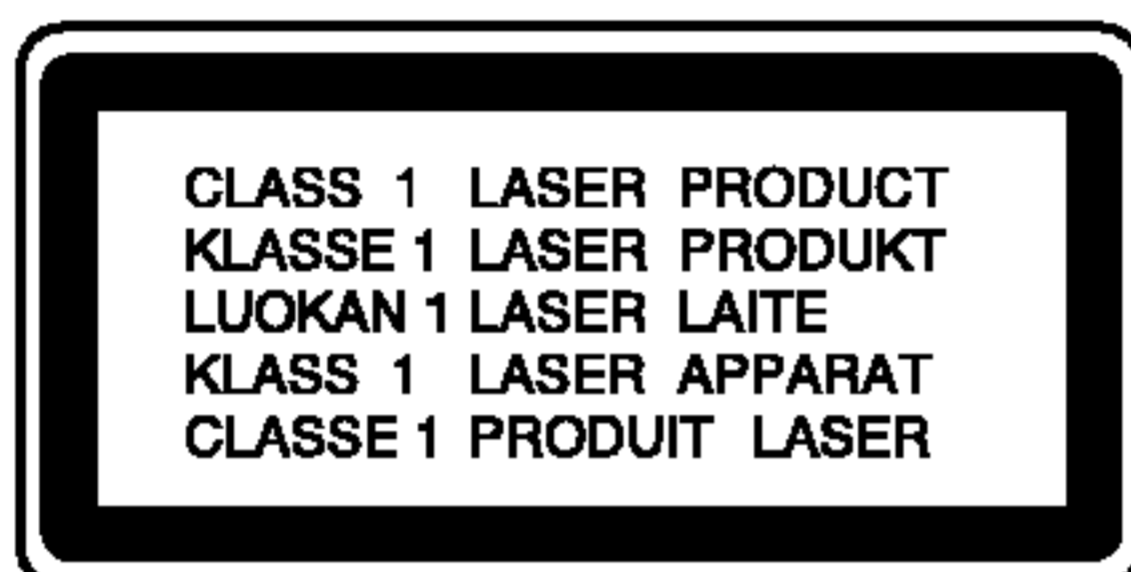 CLASS 1 LASER PRODUCT
KLASSE 1 LASER PRODUKT
LUOKAN 1 LASER LAITE
KLASS 1 LASER APPARAT
CLASSE 1 PRODUIT LASER